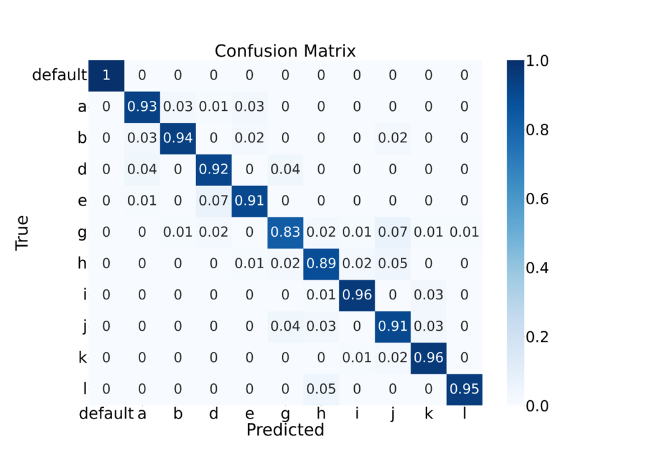 Confusion Matrix
default 1 0 0 0 0 0 0 0 0 0 0
a 0 0.93 0.03 0.01 0.03 0 0 0 0 0 0
b 0 0.03 0.94 0 0.02 0 0 0 0.02 0 0
d 0 0.04 0 0.92 0 0.04 0 0 0 0 0
e 0 0.01 0 0.07 0.91 0 0 0 0 0 0
g 0 0 0.01 0.02 0 0.83 0.02 0.01 0.07 0.01 0.01
h 0 0 0 0 0.01 0.02 0.89 0.02 0.05 0 0
i 0 0 0 0 0 0 0.01 0.96 0 0.03 0
j 0 0 0 0 0 0.04 0.03 0 0.91 0.03 0
k 0 0 0 0 0 0 0 0.01 0.02 0.96 0
l 0 0 0 0 0 0 0.05 0 0 0 0.95
default a b d e g h i j k l
Predicted
True
1.0
0.8
0.6
0.4
0.2
0.0